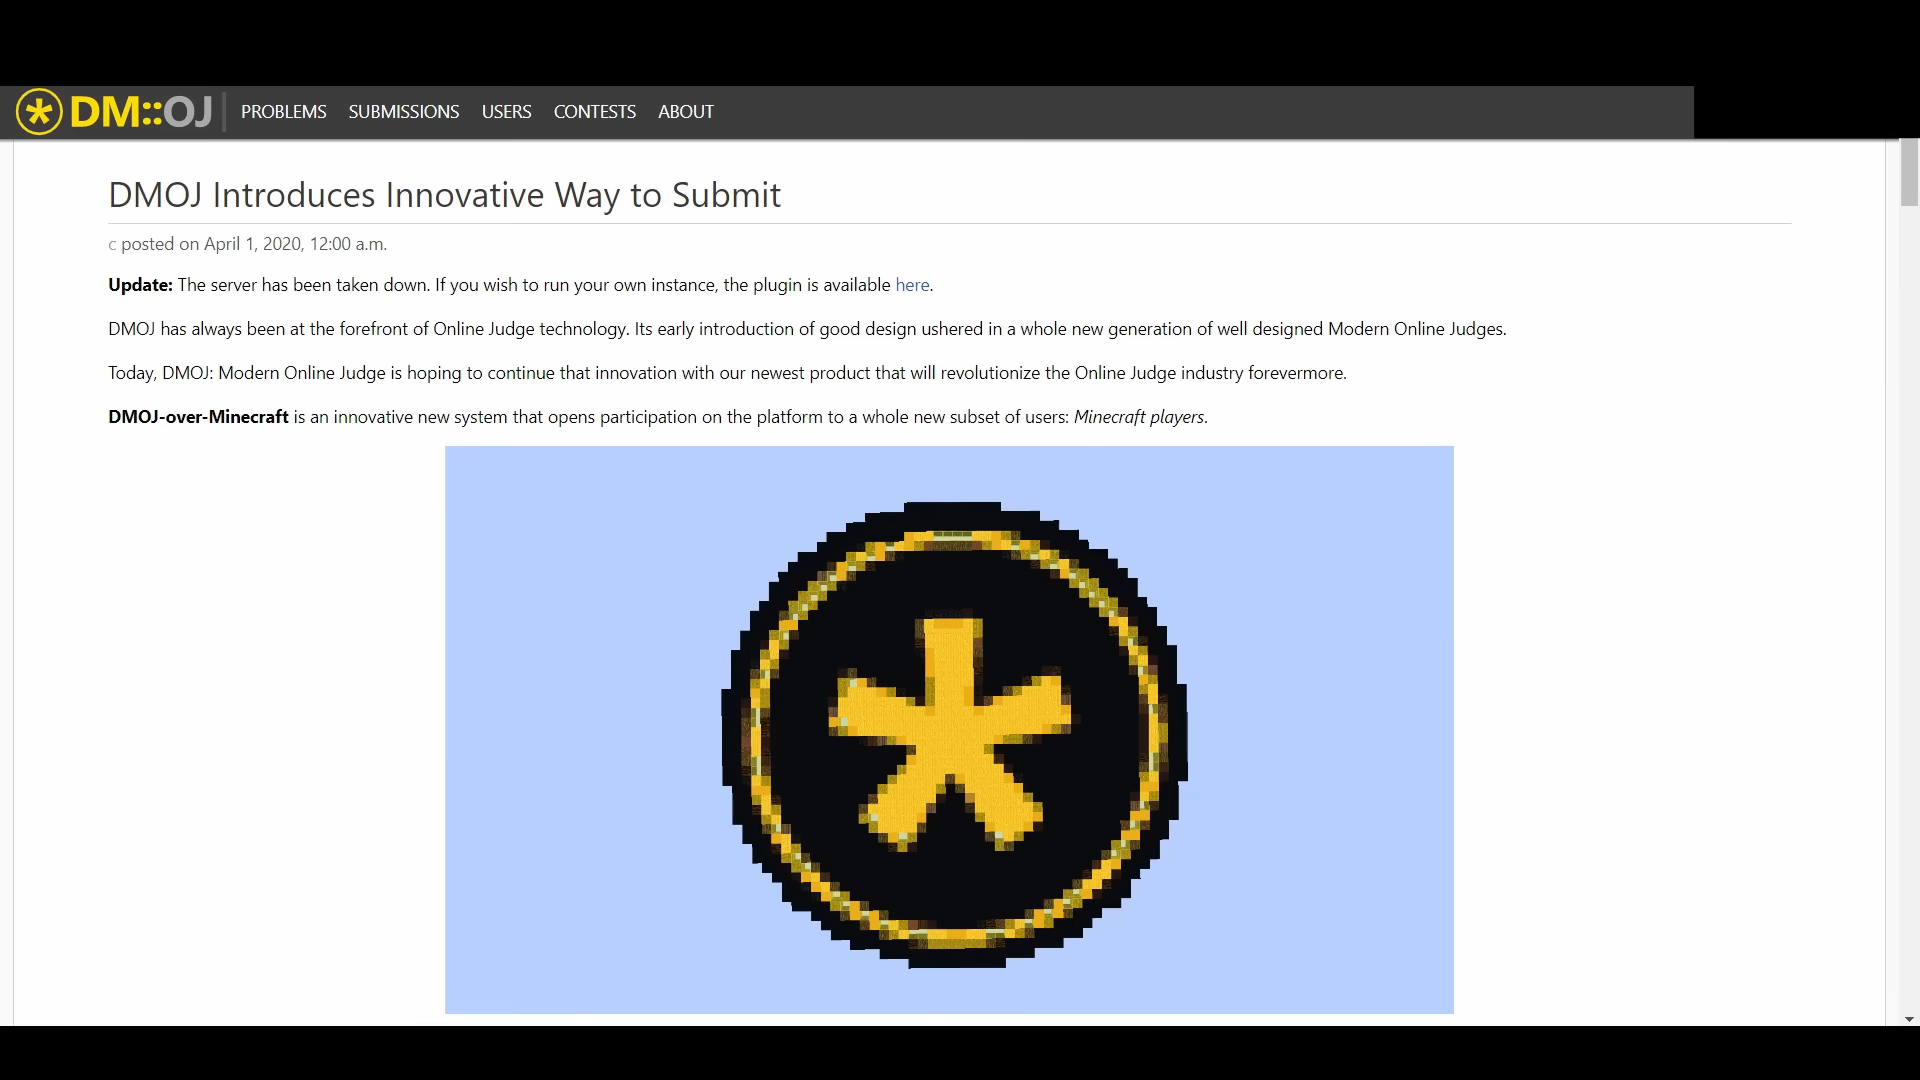 DM::OJ PROBLEMS SUBMISSIONS USERS CONTESTS ABOUT
DMOJ Introduces Innovative Way to Submit
c posted on April 1, 2020, 12:00 a.m.
Update: The server has been taken down. If you wish to run your own instance, the plugin is available here.
DMOJ has always been at the forefront of Online Judge technology. Its early introduction of good design ushered in a whole new generation of well designed Modern Online Judges.
Today, DMOJ: Modern Online Judge is hoping to continue that innovation with our newest product that will revolutionize the Online Judge industry forevermore.
DMOJ-over-Minecraft is an innovative new system that opens participation on the platform to a whole new subset of users: Minecraft players.